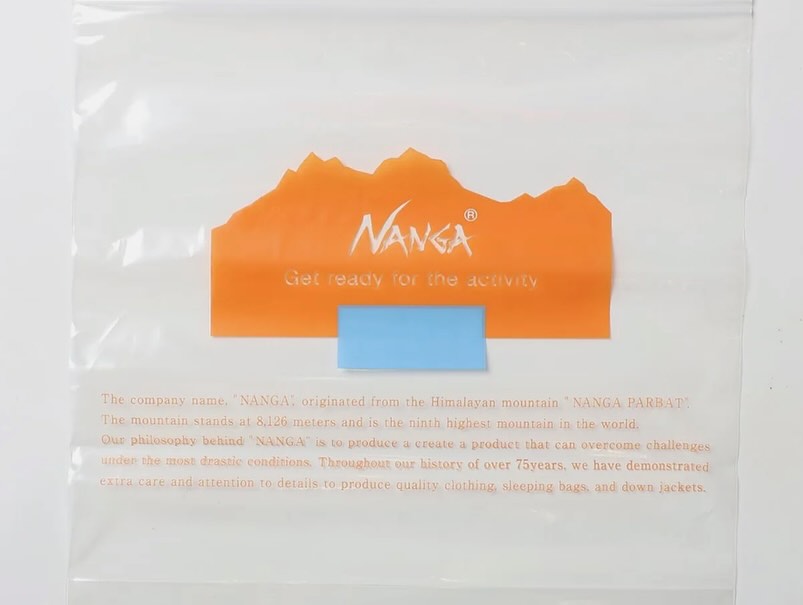 NANGA®
Get ready for the activity
The company name, "NANGA", originated from the Himalayan mountain "NANGA PARBAT".
The mountain stands at 8,126 meters and is the ninth highest mountain in the world.
Our philosophy behind "NANGA" is to produce a create a product that can overcome challenges
under the most drastic conditions. Throughout our history of over 75years, we have demonstrated
extra care and attention to details to produce quality clothing, sleeping bags, and down jackets.